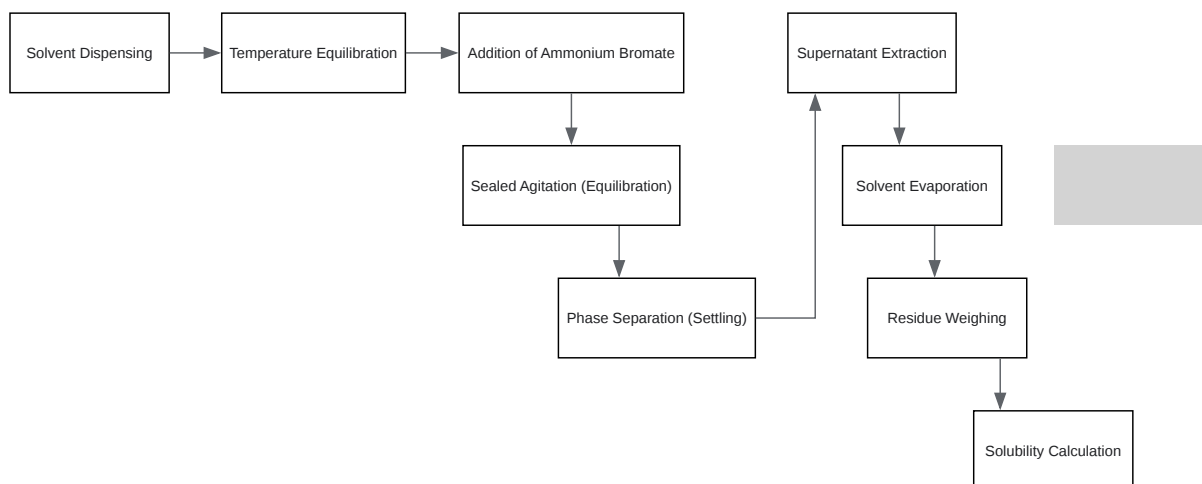 Solvent Dispensing
Temperature Equilibration
Addition of Ammonium Bromate
Supernatant Extraction
Sealed Agitation (Equilibration)
Solvent Evaporation
Phase Separation (Settling)
Residue Weighing
Solubility Calculation